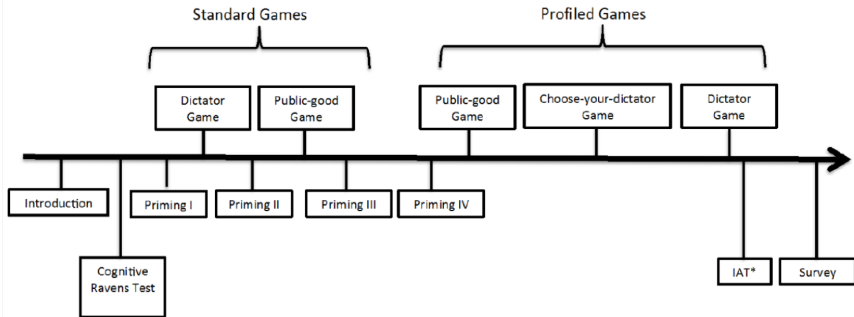 Standard Games
Profiled Games
Dictator
Game
Public-good
Game
Public-good
Game
Choose-your-dictator
Game
Dictator
Game
Introduction
Priming I
Priming II
Priming III
Priming IV
Cognitive
Ravens Test
IAT*
Survey